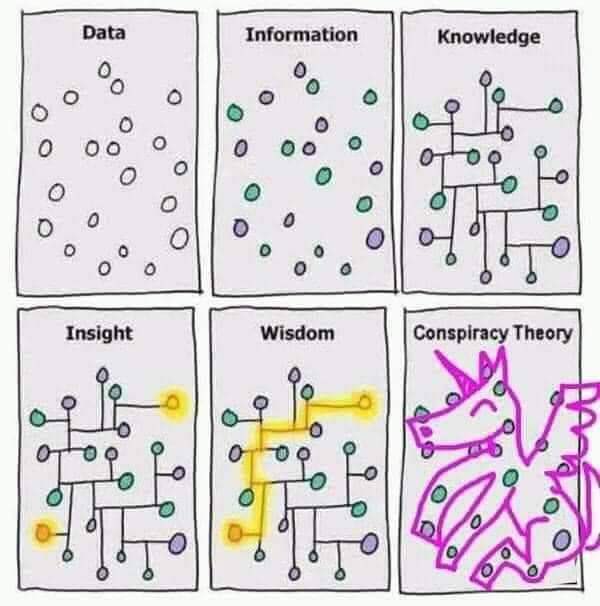 Data
Information
Knowledge
Insight
Wisdom
Conspiracy Theory